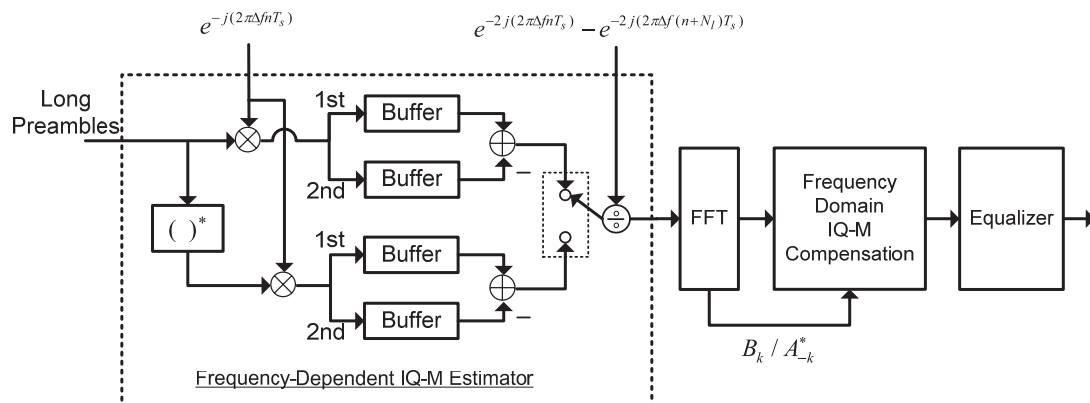 e^{-j(2πΔfnT_s)}
e^{-2j(2πΔfnT_s)} − e^{-2j(2πΔf(n+N_l)T_s)}
Long
Preambles
1st
Buffer
2nd
Buffer
−
( )*
1st
Buffer
2nd
Buffer
−
÷
FFT
Frequency
Domain
IQ-M
Compensation
Equalizer
B_k / A^*_{-k}
Frequency-Dependent IQ-M Estimator